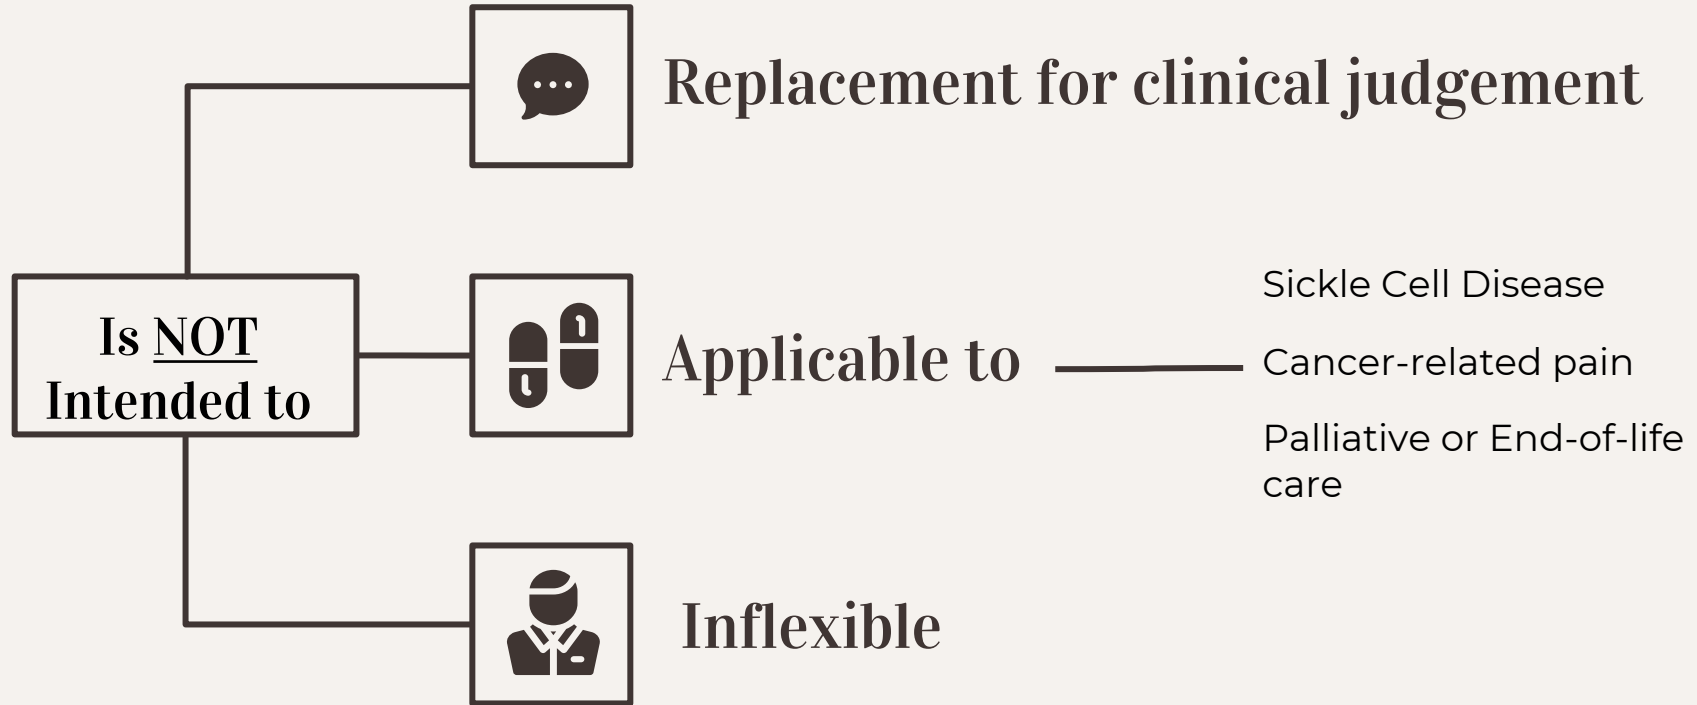 Replacement for clinical judgement
Is NOT
Intended to
Applicable to
Sickle Cell Disease
Cancer-related pain
Palliative or End-of-life
care
Inflexible